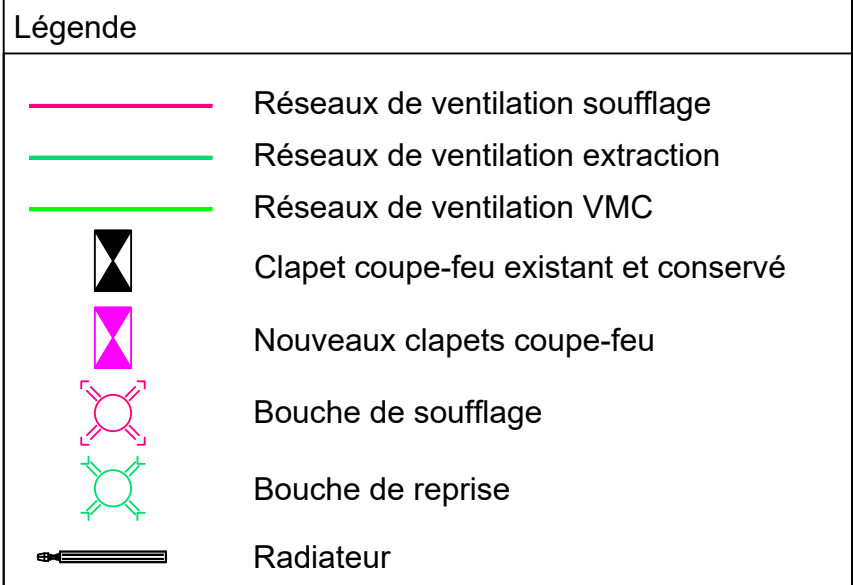 Légende
Réseaux de ventilation soufflage
Réseaux de ventilation extraction
Réseaux de ventilation VMC
Clapet coupe-feu existant et conservé
Nouveaux clapets coupe-feu
Bouche de soufflage
Bouche de reprise
Radiateur